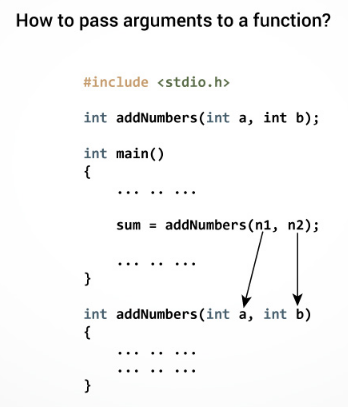 How to pass arguments to a function?
#include <stdio.h>
int addNumbers(int a, int b);
int main()
{
... .. ...
sum = addNumbers(n1, n2);
... .. ...
}
int addNumbers(int a, int b)
{
... .. ...
... .. ...
}